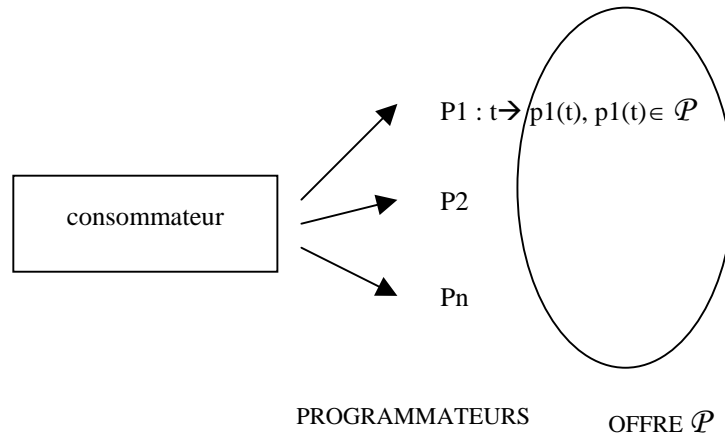 P1 : t→ p1(t), p1(t)∈ 𝒫
consommateur
P2
Pn
PROGRAMMATEURS
OFFRE 𝒫